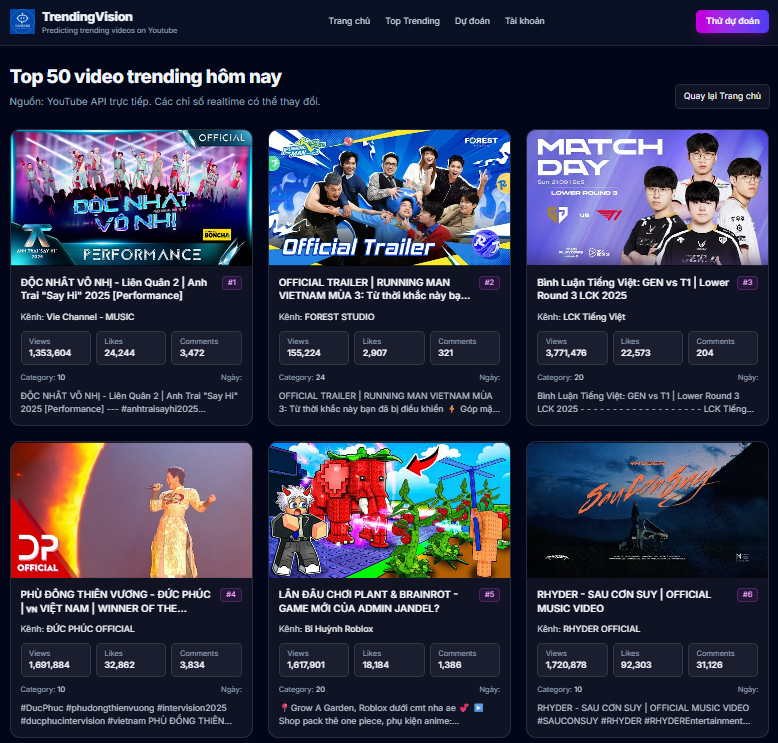 TrendingVision
Predicting trending videos on Youtube
Trang chủ
Top Trending
Dự đoán
Tài khoản
Thử dự đoán
Top 50 video trending hôm nay
Nguồn: YouTube API trực tiếp. Các chỉ số realtime có thể thay đổi.
Quay lại Trang chủ
OFFICIAL
ĐỘC NHẤT
VÔ NHỊ
ANH TRAI "SAY HI"
2025
PERFORMANCE
BONCHA
ĐỘC NHẤT VÔ NHỊ - Liên Quân 2 | Anh
Trai "Say Hi" 2025 [Performance]
#1
Kênh: Vie Channel - MUSIC
Views
Likes
Comments
1,353,604
24,244
3,472
Category: 10
Ngày:
ĐỘC NHẤT VÔ NHỊ - Liên Quân 2 | Anh Trai "Say Hi"
2025 [Performance] --- #anhtraisayhi2025...
RUNNING
MAN
FOREST
Official Trailer
OFFICIAL TRAILER | RUNNING MAN
VIETNAM MÙA 3: Từ thời khắc này bạ...
#2
Kênh: FOREST STUDIO
Views
Likes
Comments
155,224
2,907
321
Category: 24
Ngày:
OFFICIAL TRAILER | RUNNING MAN VIETNAM MÙA
3: Từ thời khắc này bạn đã bị điều khiển ⚡ Góp mặ...
MATCH
DAY
Sun. 21.09 | Bo5
LOWER ROUND 3
VS
T1
Bình Luận Tiếng Việt: GEN vs T1 | Lower
Round 3 LCK 2025
#3
Kênh: LCK Tiếng Việt
Views
Likes
Comments
3,771,476
22,573
204
Category: 20
Ngày:
Bình Luận Tiếng Việt: GEN vs T1 | Lower Round 3
LCK 2025 - - - - - - - - - - - - - - - - - - - LCK Tiếng...
DP
OFFICIAL
PHÙ ĐỔNG THIÊN VƯƠNG - ĐỨC PHÚC
| VN VIỆT NAM | WINNER OF THE...
#4
Kênh: ĐỨC PHÚC OFFICIAL
Views
Likes
Comments
1,691,884
32,862
3,834
Category: 10
Ngày:
#DucPhuc #phudongthienvuong #intervision2025
#ducphucintervision #vietnam PHÙ ĐỔNG THIÊN...
LẦN ĐẦU CHƠI PLANT & BRAINROT -
GAME MỚI CỦA ADMIN JANDEL?
#5
Kênh: Bi Huỳnh Roblox
Views
Likes
Comments
1,617,901
18,184
1,386
Category: 20
Ngày:
📍Grow A Garden, Roblox dưới cmt nha ae 💕 ▶️
Shop pack thẻ one piece, phụ kiện anime:...
RHYDER
Sau Cơn Suy
RHYDER - SAU CƠN SUY | OFFICIAL
MUSIC VIDEO
#6
Kênh: RHYDER OFFICIAL
Views
Likes
Comments
1,720,878
92,303
31,126
Category: 10
Ngày:
RHYDER - SAU CƠN SUY | OFFICIAL MUSIC VIDEO
#SAUCONSUY #RHYDER #RHYDEREntertainment...